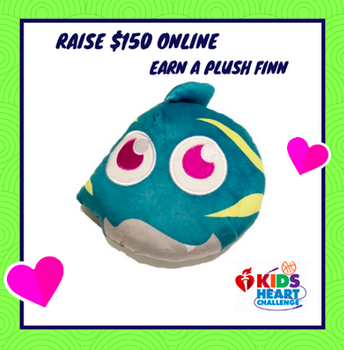 RAISE $150 ONLINE
EARN A PLUSH FINN
KIDS
HEART
CHALLENGE